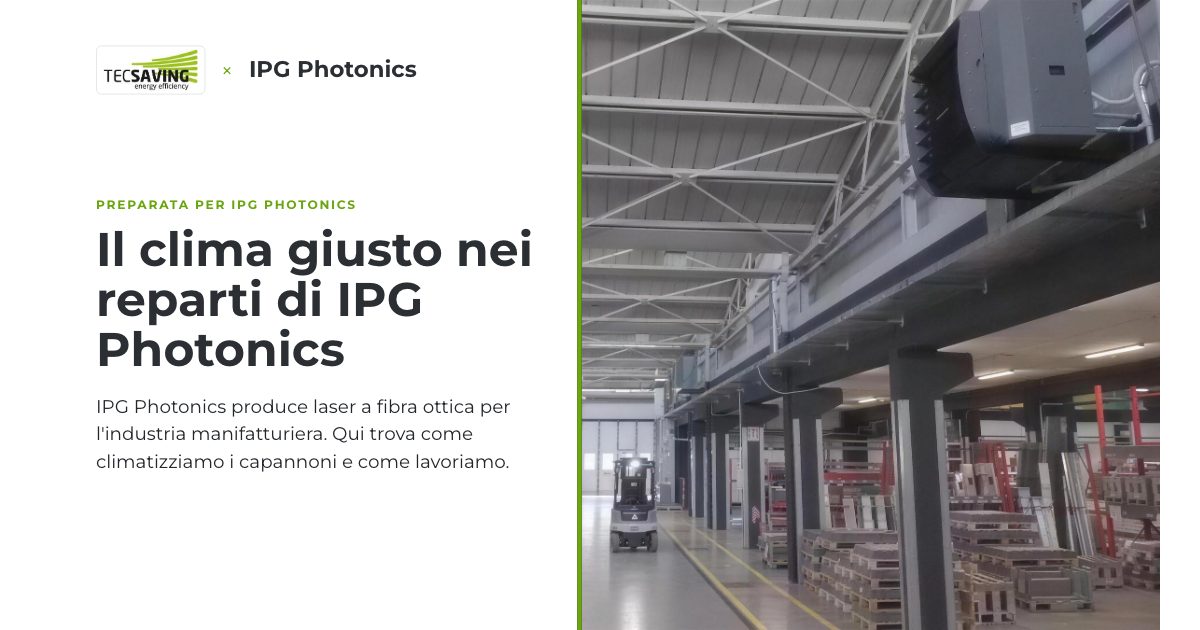 TECSAVING
energy efficiency
× IPG Photonics
PREPARATA PER IPG PHOTONICS
Il clima giusto nei
reparti di IPG
Photonics
IPG Photonics produce laser a fibra ottica per
l'industria manifatturiera. Qui trova come
climatizziamo i capannoni e come lavoriamo.